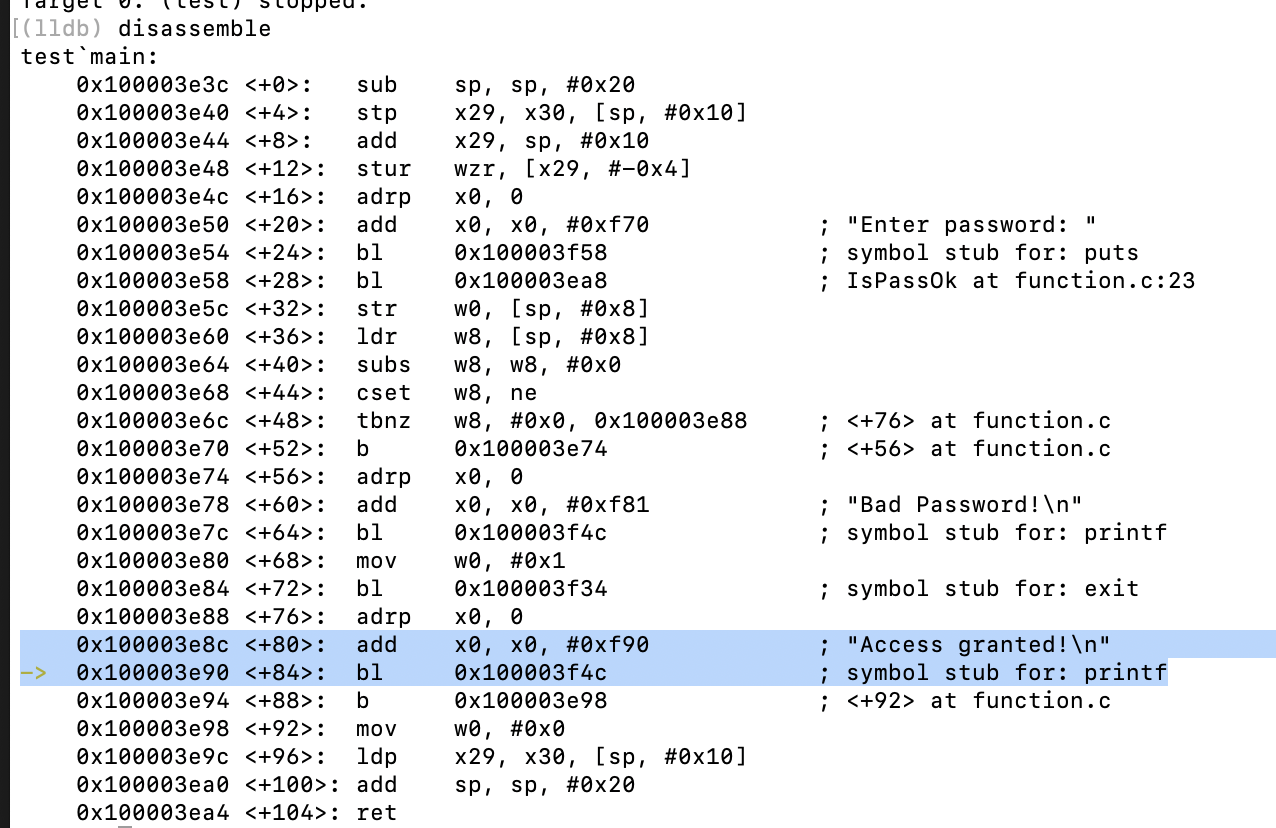 Target 0: (test) stopped.
[(lldb) disassemble
test`main:
0x100003e3c <+0>: sub sp, sp, #0x20
0x100003e40 <+4>: stp x29, x30, [sp, #0x10]
0x100003e44 <+8>: add x29, sp, #0x10
0x100003e48 <+12>: stur wzr, [x29, #-0x4]
0x100003e4c <+16>: adrp x0, 0
0x100003e50 <+20>: add x0, x0, #0xf70 ; "Enter password: "
0x100003e54 <+24>: bl 0x100003f58 ; symbol stub for: puts
0x100003e58 <+28>: bl 0x100003ea8 ; IsPassOk at function.c:23
0x100003e5c <+32>: str w0, [sp, #0x8]
0x100003e60 <+36>: ldr w8, [sp, #0x8]
0x100003e64 <+40>: subs w8, w8, #0x0
0x100003e68 <+44>: cset w8, ne
0x100003e6c <+48>: tbnz w8, #0x0, 0x100003e88 ; <+76> at function.c
0x100003e70 <+52>: b 0x100003e74 ; <+56> at function.c
0x100003e74 <+56>: adrp x0, 0
0x100003e78 <+60>: add x0, x0, #0xf81 ; "Bad Password!\n"
0x100003e7c <+64>: bl 0x100003f4c ; symbol stub for: printf
0x100003e80 <+68>: mov w0, #0x1
0x100003e84 <+72>: bl 0x100003f34 ; symbol stub for: exit
0x100003e88 <+76>: adrp x0, 0
0x100003e8c <+80>: add x0, x0, #0xf90 ; "Access granted!\n"
-> 0x100003e90 <+84>: bl 0x100003f4c ; symbol stub for: printf
0x100003e94 <+88>: b 0x100003e98 ; <+92> at function.c
0x100003e98 <+92>: mov w0, #0x0
0x100003e9c <+96>: ldp x29, x30, [sp, #0x10]
0x100003ea0 <+100>: add sp, sp, #0x20
0x100003ea4 <+104>: ret